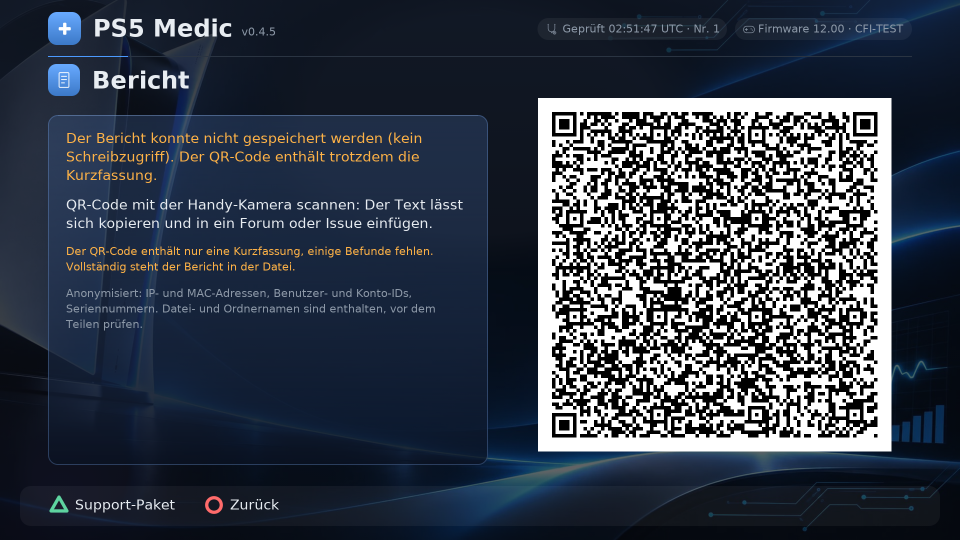 PS5 Medic v0.4.5
Geprüft 02:51:47 UTC · Nr. 1
Firmware 12.00 · CFI-TEST
Bericht
Der Bericht konnte nicht gespeichert werden (kein
Schreibzugriff). Der QR-Code enthält trotzdem die
Kurzfassung.
QR-Code mit der Handy-Kamera scannen: Der Text lässt
sich kopieren und in ein Forum oder Issue einfügen.
Der QR-Code enthält nur eine Kurzfassung, einige Befunde fehlen.
Vollständig steht der Bericht in der Datei.
Anonymisiert: IP- und MAC-Adressen, Benutzer- und Konto-IDs,
Seriennummern. Datei- und Ordnernamen sind enthalten, vor dem
Teilen prüfen.
Support-Paket
Zurück